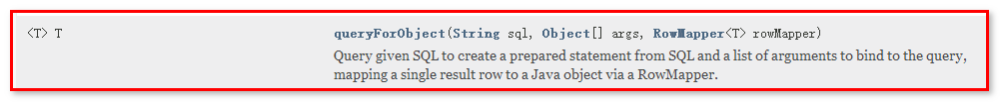 <T> T queryForObject(String sql, Object[] args, RowMapper<T> rowMapper)
Query given SQL to create a prepared statement from SQL and a list of arguments to bind to the query,
mapping a single result row to a Java object via a RowMapper.